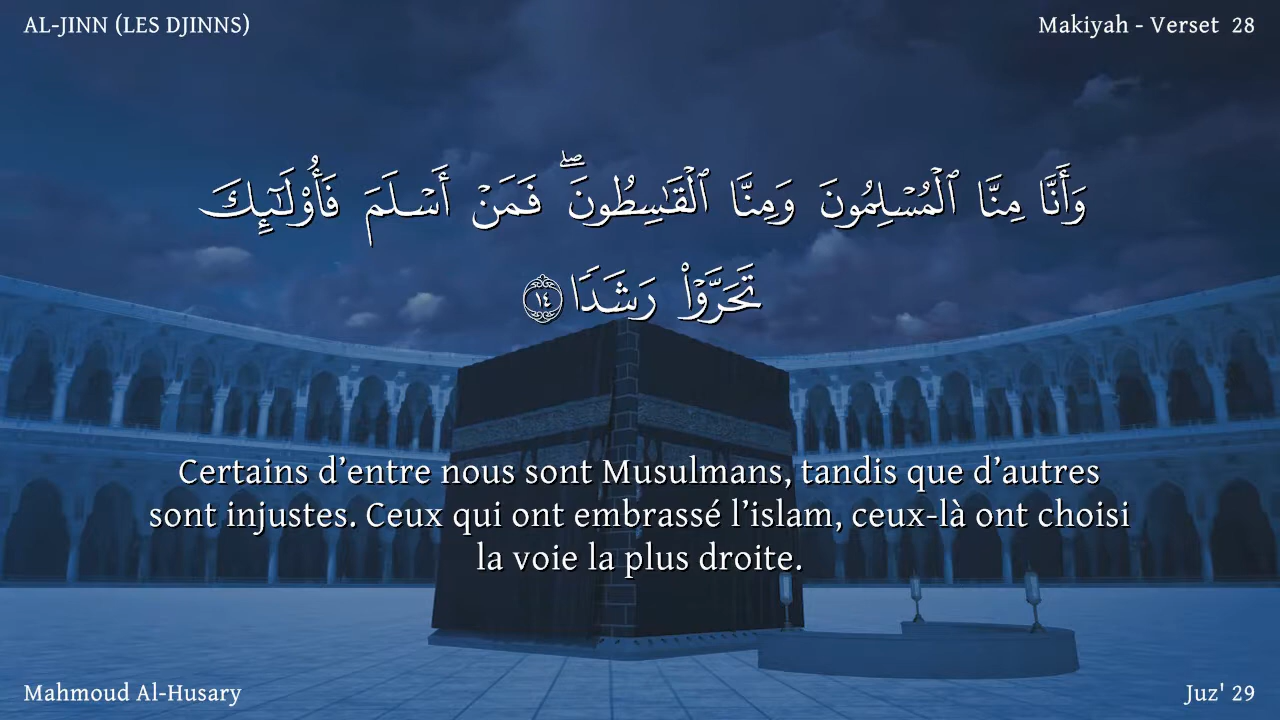 AL-JINN (LES DJINNS)
Makiyah - Verset 28
وَأَنَّا مِنَّا ٱلْمُسْلِمُونَ وَمِنَّا ٱلْقَـٰسِطُونَ ۖ فَمَنْ أَسْلَمَ فَأُو۟لَـٰٓئِكَ
تَحَرَّوْا۟ رَشَدًا ١٤
Certains d’entre nous sont Musulmans, tandis que d’autres
sont injustes. Ceux qui ont embrassé l’islam, ceux-là ont choisi
la voie la plus droite.
Mahmoud Al-Husary
Juz' 29